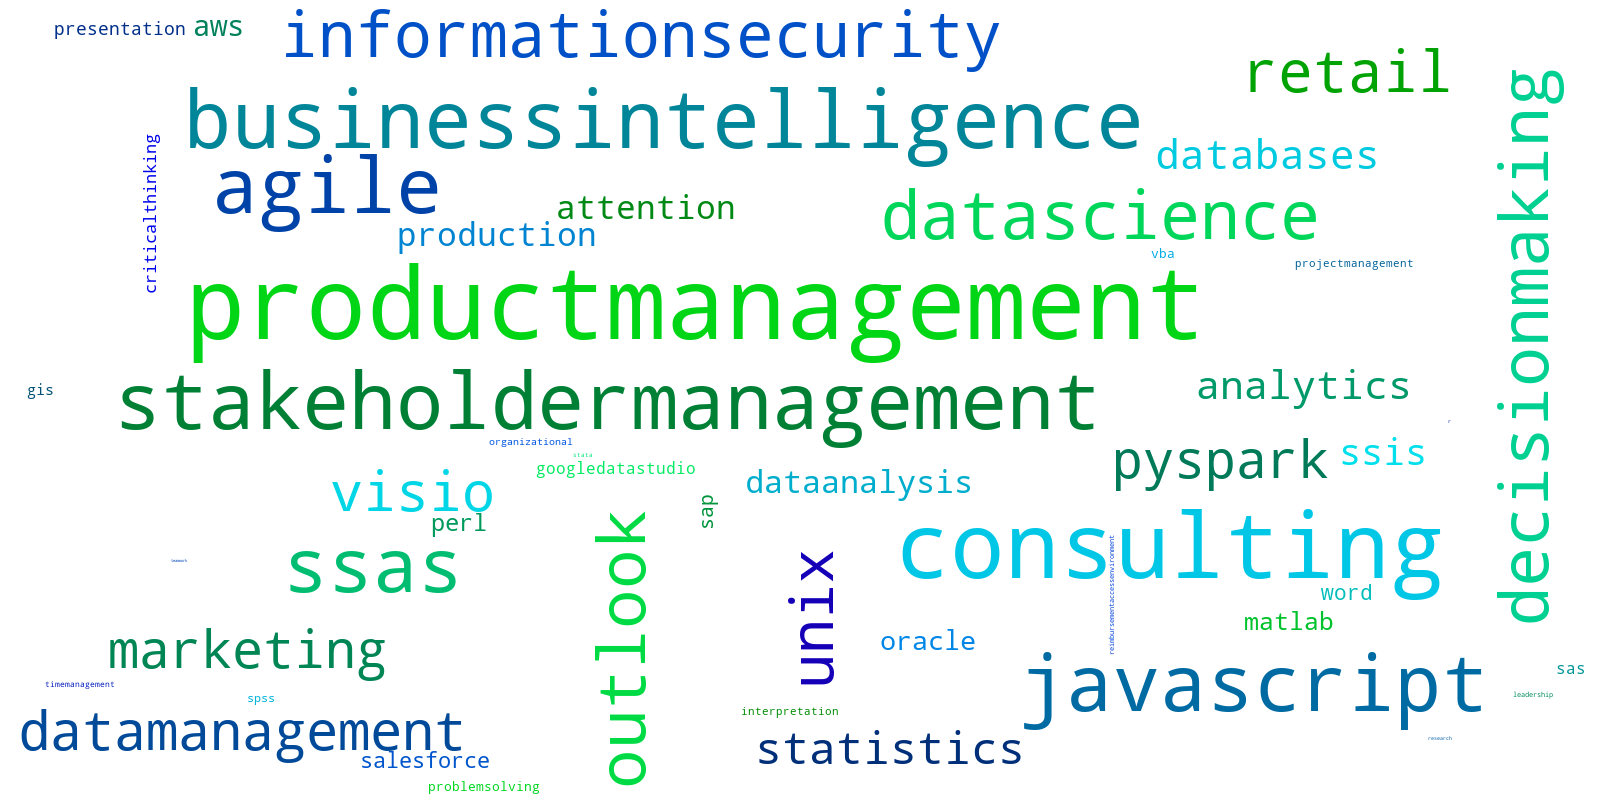 presentation
aws
informationsecurity
retail
businessintelligence
decisionmaking
criticalthinking
databases
agile
attention
datascience
production
vba
projectmanagement
productmanagement
stakeholdermanagement
analytics
gis
r
organizational
stata
googledatastudio
pyspark
ssis
visio
dataanalysis
sap
perl
outlook
consulting
unix
reimbursementaccessenvironment
ssas
word
matlab
marketing
oracle
javascript
sas
timemanagement
leadership
spss
interpretation
datamanagement
statistics
research
salesforce
problemsolving